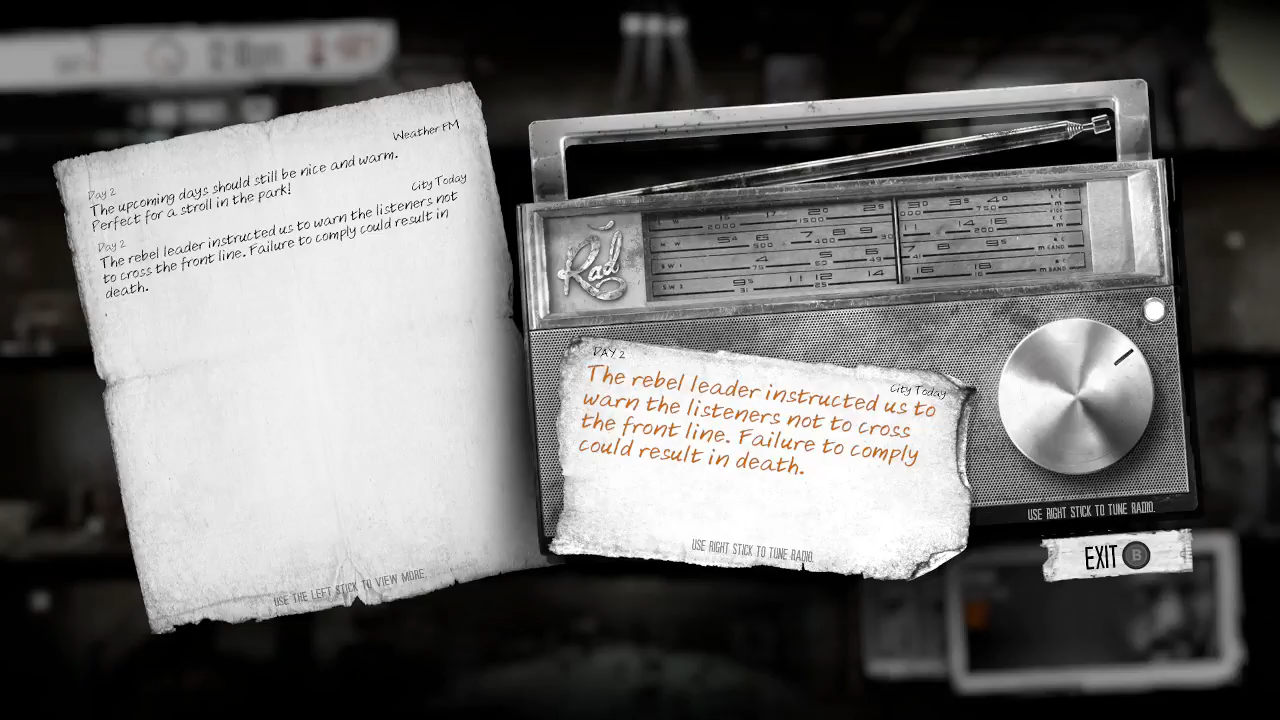 Weather FM
Day 2
The upcoming days should still be nice and warm.
Perfect for a stroll in the park!
City Today
Day 2
The rebel leader instructed us to warn the listeners not
to cross the front line. Failure to comply could result in
death.
USE THE LEFT STICK TO VIEW MORE.
Rad
DAY 2
City Today
The rebel leader instructed us to
warn the listeners not to cross
the front line. Failure to comply
could result in death.
USE RIGHT STICK TO TUNE RADIO.
USE RIGHT STICK TO TUNE RADIO.
EXIT B